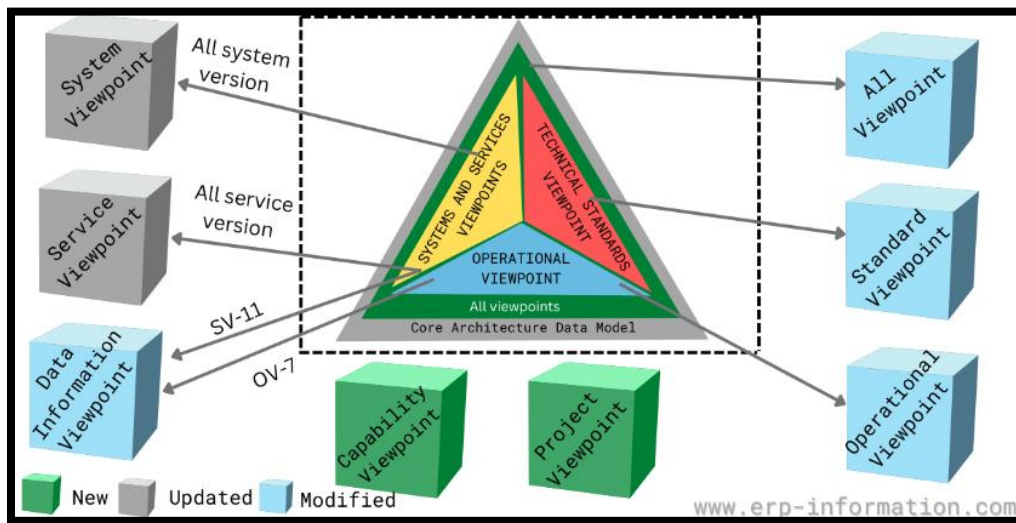 System
Viewpoint
All system
version
Service
Viewpoint
All service
version
Data
Information
Viewpoint
SV-11
OV-7
SYSTEMS AND SERVICES
VIEWPOINTS
TECHNICAL STANDARDS
VIEWPOINT
OPERATIONAL
VIEWPOINT
All viewpoints
Core Architecture Data Model
All
Viewpoint
Standard
Viewpoint
Operational
Viewpoint
Capability
Viewpoint
Project
Viewpoint
New
Updated
Modified
www.erp-information.com